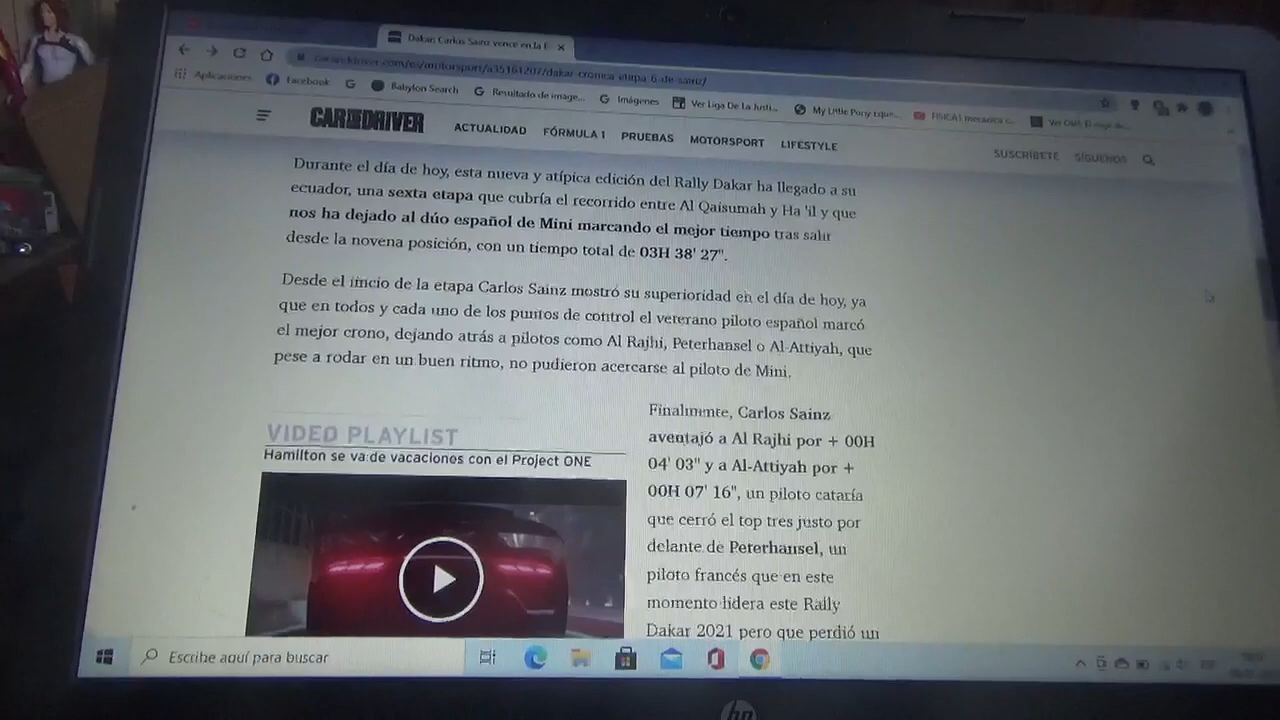 Dakar: Carlos Sainz vence en la E
Aplicaciones Facebook Babylon Search Resultado de image... Imágenes Ver Liga De La Justi... My Little Pony Eque...
CAR AND DRIVER ACTUALIDAD FÓRMULA 1 PRUEBAS MOTORSPORT LIFESTYLE SUSCRÍBETE SÍGUENOS
Durante el día de hoy, esta nueva y atípica edición del Rally Dakar ha llegado a su
ecuador, una sexta etapa que cubría el recorrido entre Al Qaisumah y Ha 'il y que
nos ha dejado al dúo español de Mini marcando el mejor tiempo tras salir
desde la novena posición, con un tiempo total de 03H 38' 27".
Desde el inicio de la etapa Carlos Sainz mostró su superioridad en el día de hoy, ya
que en todos y cada uno de los puntos de control el veterano piloto español marcó
el mejor crono, dejando atrás a pilotos como Al Rajhi, Peterhansel o Al-Attiyah, que
pese a rodar en un buen ritmo, no pudieron acercarse al piloto de Mini.
VIDEO PLAYLIST
Hamilton se va de vacaciones con el Project ONE
Finalmente, Carlos Sainz
aventajó a Al Rajhi por + 00H
04' 03" y a Al-Attiyah por +
00H 07' 16", un piloto cataría
que cerró el top tres justo por
delante de Peterhansel, un
piloto francés que en este
momento lidera este Rally
Dakar 2021 pero que perdió un
Escribe aquí para buscar
hp